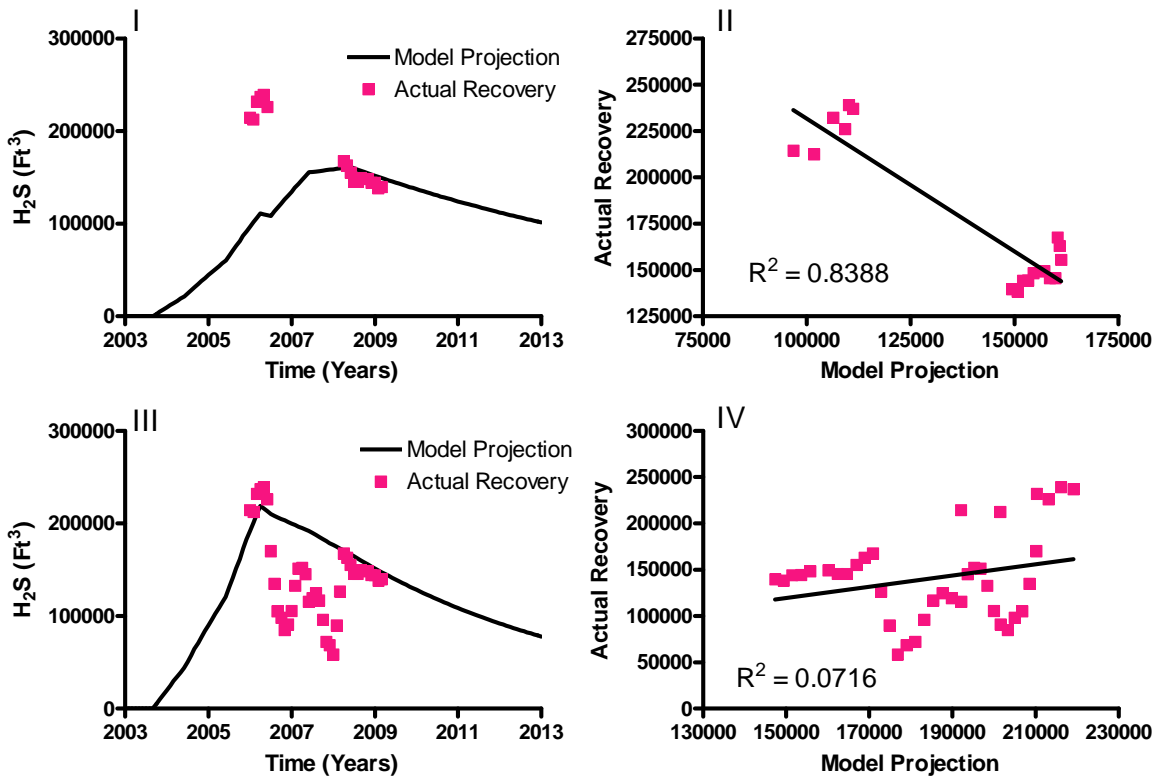 I
300000
200000
100000
0
H₂S (Ft³)
Model Projection
Actual Recovery
2003 2005 2007 2009 2011 2013
Time (Years)
II
275000
250000
225000
200000
175000
150000
125000
Actual Recovery
R² = 0.8388
75000 100000 125000 150000 175000
Model Projection
III
300000
200000
100000
0
H₂S (Ft³)
Model Projection
Actual Recovery
2003 2005 2007 2009 2011 2013
Time (Years)
IV
300000
250000
200000
150000
100000
50000
0
Actual Recovery
R² = 0.0716
130000 150000 170000 190000 210000 230000
Model Projection